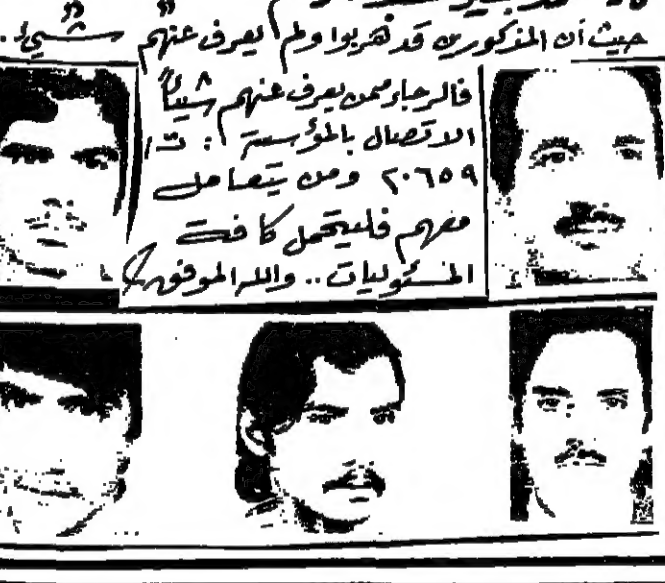 حيث أن المذكورين قد هربوا ولم يعرف عنهم شيئ .
فالرجاء ممن يعرف عنهم شيئاً
الاتصال بالمؤسسة : ت /
٢٠٦٥٩ ومن يتعامل
معهم فليتحمل كافة
المسئوليات .. والله الموفق